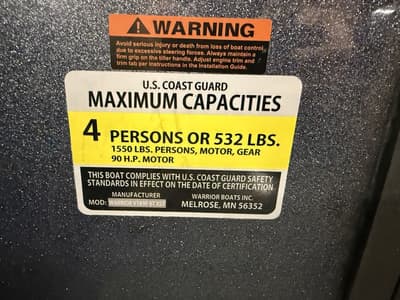 WARNING
Avoid serious injury or death from loss of boat control
due to excessive steering forces. Always maintain a
firm grip on the tiller handle. Adjust engine trim and
trim tab per instructions in the Installation Guide.
U.S. COAST GUARD
MAXIMUM CAPACITIES
4 PERSONS OR 532 LBS.
1550 LBS. PERSONS, MOTOR, GEAR
90 H.P. MOTOR
THIS BOAT COMPLIES WITH U.S. COAST GUARD SAFETY
STANDARDS IN EFFECT ON THE DATE OF CERTIFICATION
MANUFACTURER WARRIOR BOATS INC.
MOD: WARRIOR MELROSE, MN 56352